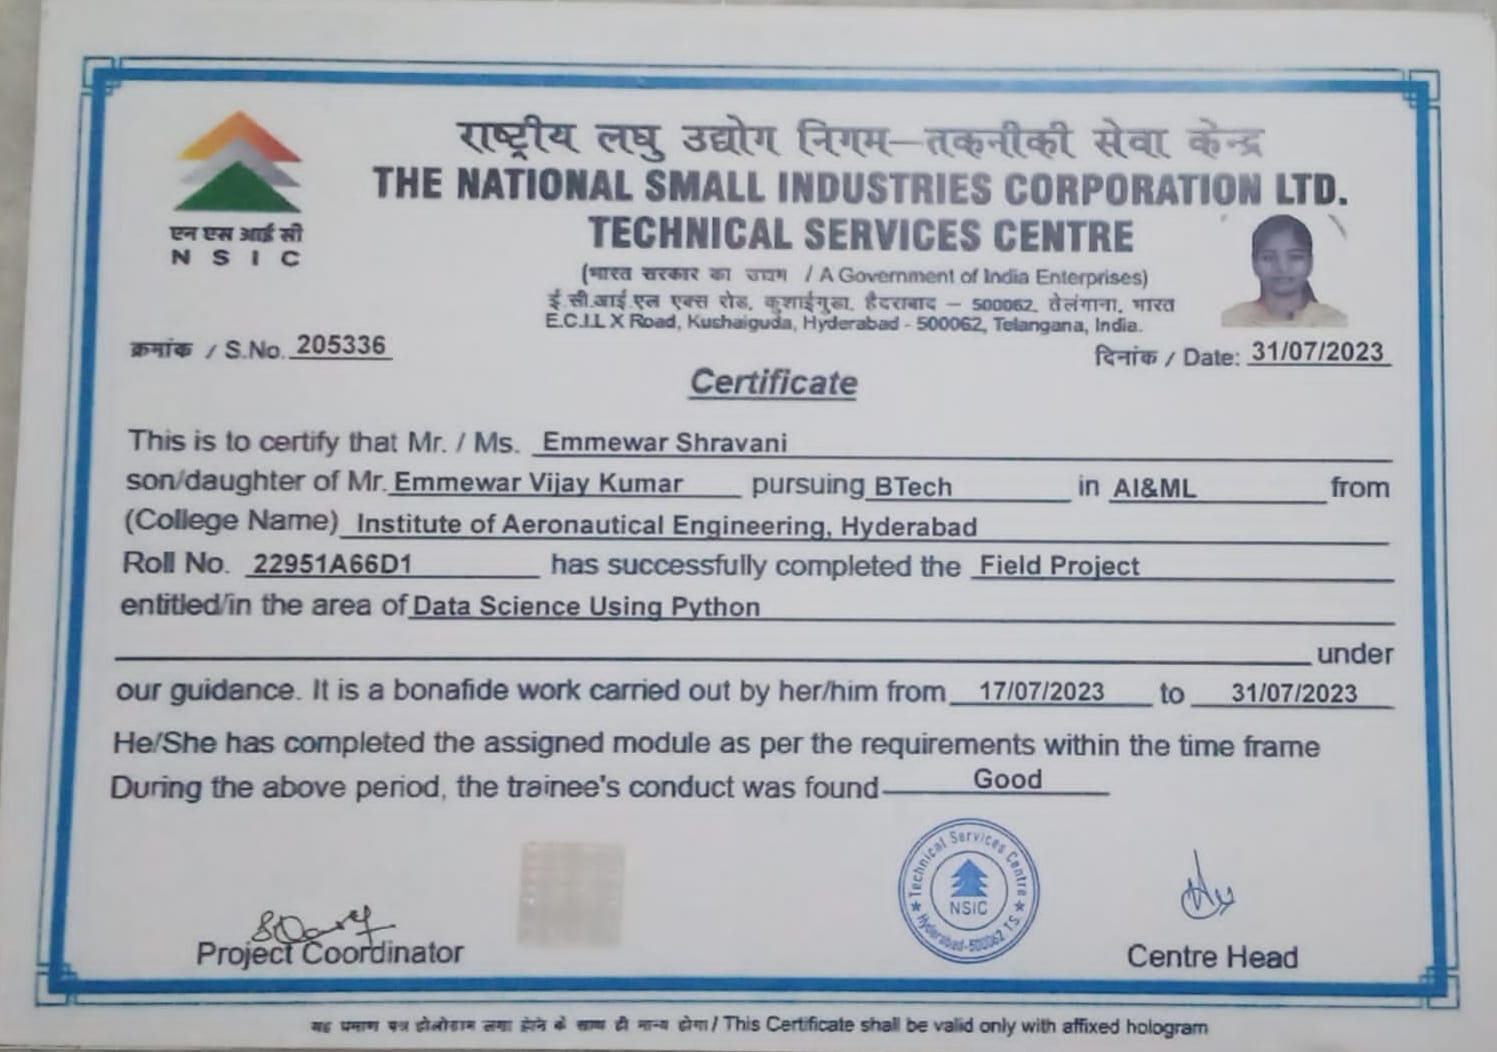 राष्ट्रीय लघु उद्योग निगम–तकनीकी सेवा केन्द्र
THE NATIONAL SMALL INDUSTRIES CORPORATION LTD.
TECHNICAL SERVICES CENTRE
एन एस आई सी
N S I C
(भारत सरकार का उद्यम / A Government of India Enterprises)
ई.सी.आई.एल एक्स रोड, कुशाईगुडा, हैदराबाद – 500062, तेलंगाना, भारत
E.C.I.L X Road, Kushaiguda, Hyderabad - 500062, Telangana, India.
क्रमांक / S.No. 205336
दिनांक / Date: 31/07/2023
Certificate
This is to certify that Mr. / Ms. Emmewar Shravani
son/daughter of Mr. Emmewar Vijay Kumar pursuing BTech in AI&ML from
(College Name) Institute of Aeronautical Engineering, Hyderabad
Roll No. 22951A66D1 has successfully completed the Field Project
entitled/in the area of Data Science Using Python
under
our guidance. It is a bonafide work carried out by her/him from 17/07/2023 to 31/07/2023
He/She has completed the assigned module as per the requirements within the time frame
During the above period, the trainee's conduct was found Good
Technical Services Centre
NSIC
Hyderabad-500062 T.S.
Project Coordinator
Centre Head
यह प्रमाण पत्र होलोग्राम लगा होने के साथ ही मान्य होगा / This Certificate shall be valid only with affixed hologram